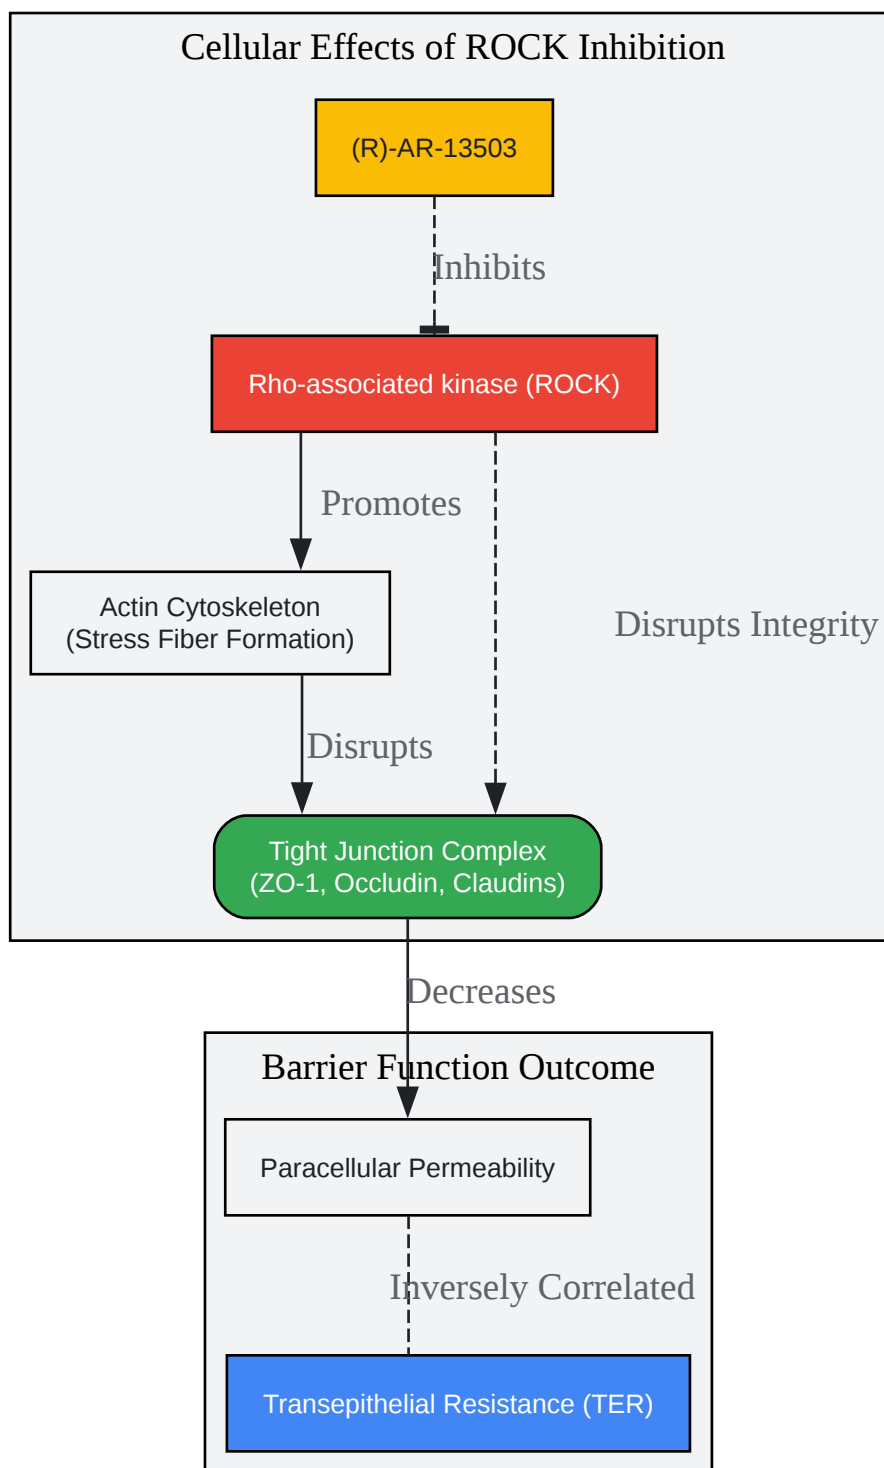 Cellular Effects of ROCK Inhibition
(R)-AR-13503
Inhibits
Rho-associated kinase (ROCK)
Promotes
Actin Cytoskeleton
(Stress Fiber Formation)
Disrupts Integrity
Disrupts
Tight Junction Complex
(ZO-1, Occludin, Claudins)
Decreases
Barrier Function Outcome
Paracellular Permeability
Inversely Correlated
Transepithelial Resistance (TER)